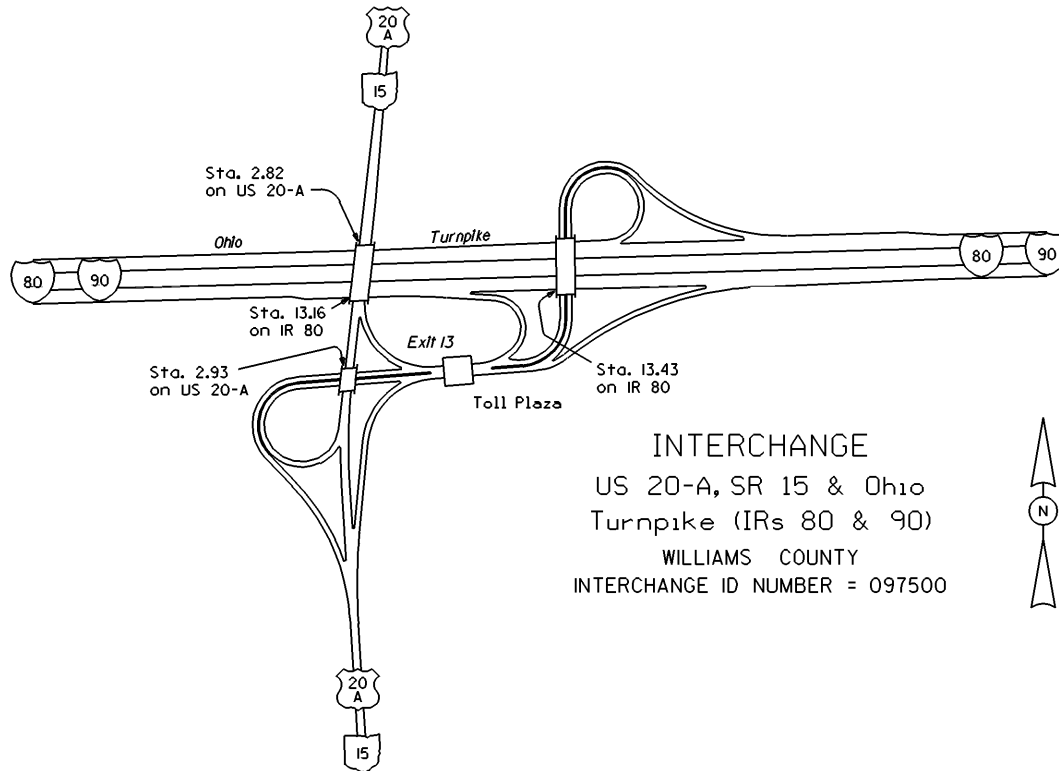 20
A
15
Sta. 2.82
on US 20-A
Ohio Turnpike
80
90
80
90
Sta. 13.16
on IR 80
Exit 13
Sta. 2.93
on US 20-A
Toll Plaza
Sta. 13.43
on IR 80
INTERCHANGE
US 20-A, SR 15 & Ohio
Turnpike (IRs 80 & 90)
WILLIAMS COUNTY
INTERCHANGE ID NUMBER = 097500
N
20
A
15